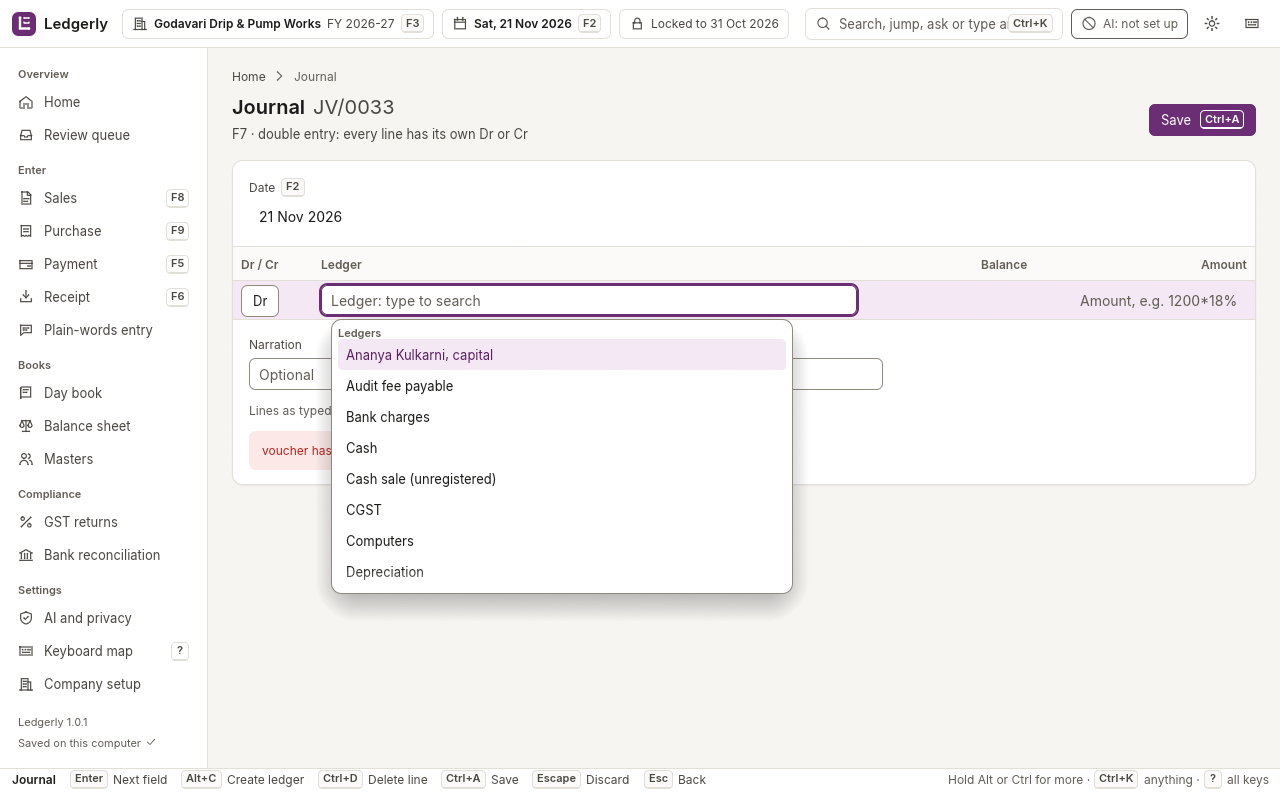 Ledgerly
Godavari Drip & Pump Works FY 2026-27 F3
Sat, 21 Nov 2026 F2
Locked to 31 Oct 2026
Search, jump, ask or type a Ctrl+K
AI: not set up
Overview
Home
Review queue
Enter
Sales F8
Purchase F9
Payment F5
Receipt F6
Plain-words entry
Books
Day book
Balance sheet
Masters
Compliance
GST returns
Bank reconciliation
Settings
AI and privacy
Keyboard map ?
Company setup
Ledgerly 1.0.1
Saved on this computer
Home > Journal
Journal JV/0033
F7 · double entry: every line has its own Dr or Cr
Save Ctrl+A
Date F2
21 Nov 2026
Dr / Cr Ledger Balance Amount
Dr Ledger: type to search Amount, e.g. 1200*18%
Narration
Optional
Lines as typed
voucher has
Ledgers
Ananya Kulkarni, capital
Audit fee payable
Bank charges
Cash
Cash sale (unregistered)
CGST
Computers
Depreciation
Journal Enter Next field Alt+C Create ledger Ctrl+D Delete line Ctrl+A Save Escape Discard Esc Back
Hold Alt or Ctrl for more · Ctrl+K anything · ? all keys